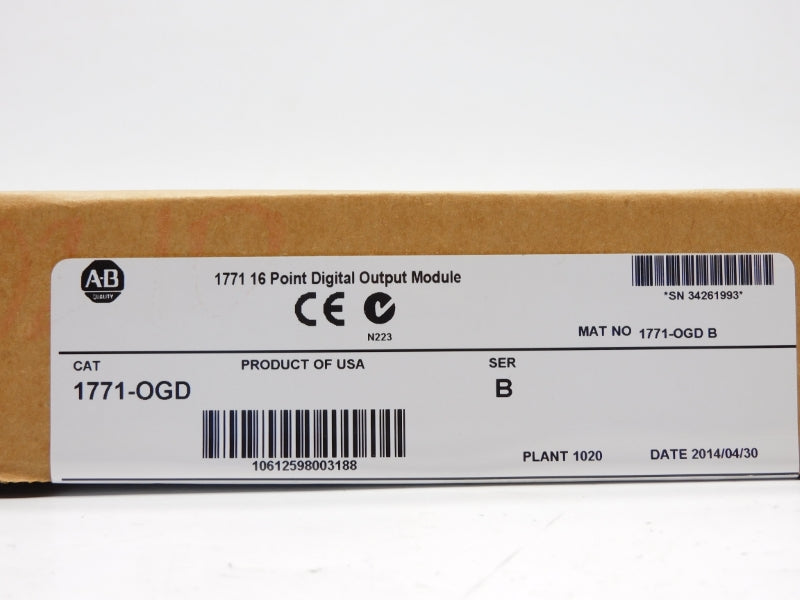 A-B
QUALITY
1771 16 Point Digital Output Module
CE
N223
*SN 34261993*
MAT NO 1771-OGD B
CAT
PRODUCT OF USA
SER
1771-OGD
B
10612598003188
PLANT 1020
DATE 2014/04/30